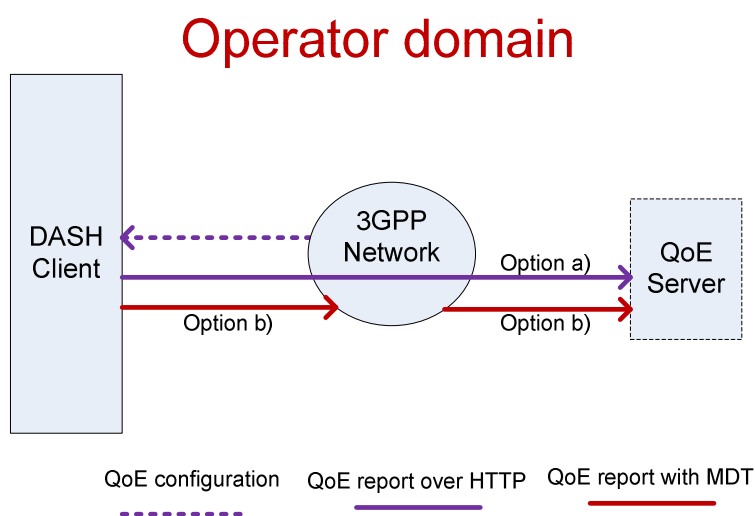 Operator domain
DASH
Client
3GPP
Network
QoE
Server
Option a)
Option b)
Option b)
QoE configuration
QoE report over HTTP
QoE report with MDT